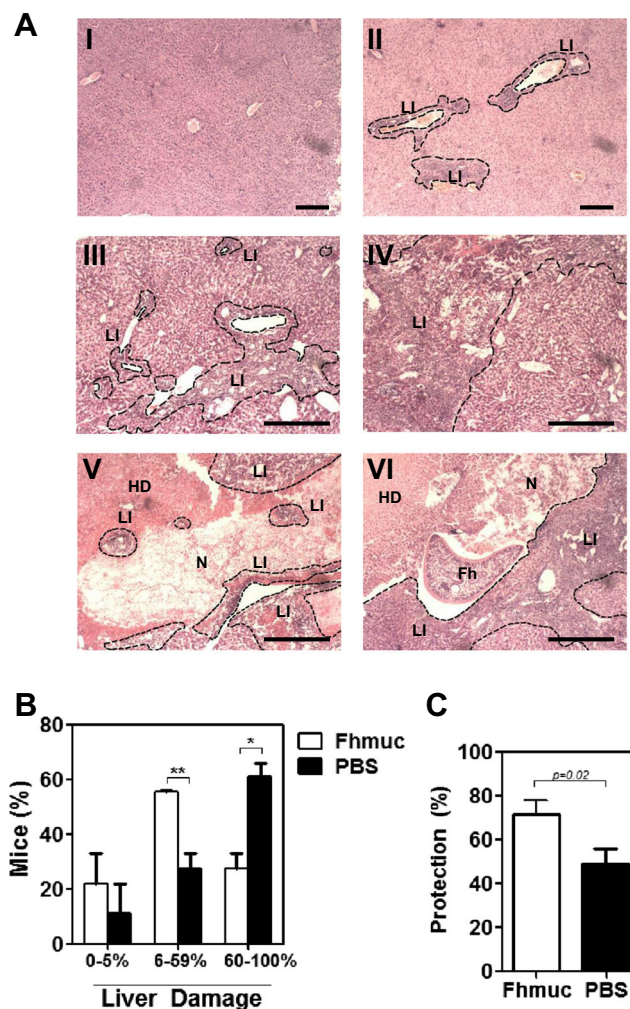 A
I
II
LI
LI
LI
III
LI
LI
LI
IV
LI
V
HD
LI
LI
LI
N
LI
LI
VI
HD
N
LI
Fh
LI
B
80
60
40
20
0
Mice (%)
**
*
Fhmuc
PBS
0-5%
6-59%
60-100%
Liver Damage
C
100
80
60
40
20
0
Protection (%)
p=0.02
Fhmuc
PBS